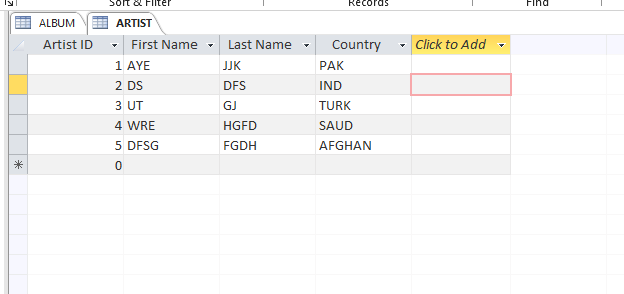 Sort & Filter Records Find
ALBUM ARTIST
Artist ID First Name Last Name Country Click to Add
1 AYE JJK PAK
2 DS DFS IND
3 UT GJ TURK
4 WRE HGFD SAUD
5 DFSG FGDH AFGHAN
0